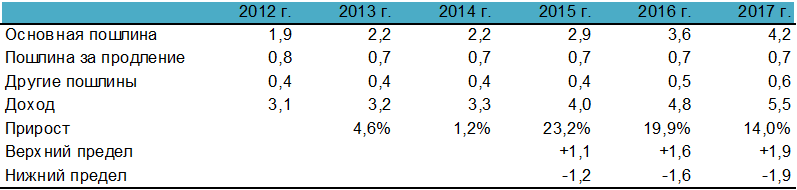 2012 г. 2013 г. 2014 г. 2015 г. 2016 г. 2017 г.
Основная пошлина 1,9 2,2 2,2 2,9 3,6 4,2
Пошлина за продление 0,8 0,7 0,7 0,7 0,7 0,7
Другие пошлины 0,4 0,4 0,4 0,4 0,5 0,6
Доход 3,1 3,2 3,3 4,0 4,8 5,5
Прирост 4,6% 1,2% 23,2% 19,9% 14,0%
Верхний предел +1,1 +1,6 +1,9
Нижний предел -1,2 -1,6 -1,9